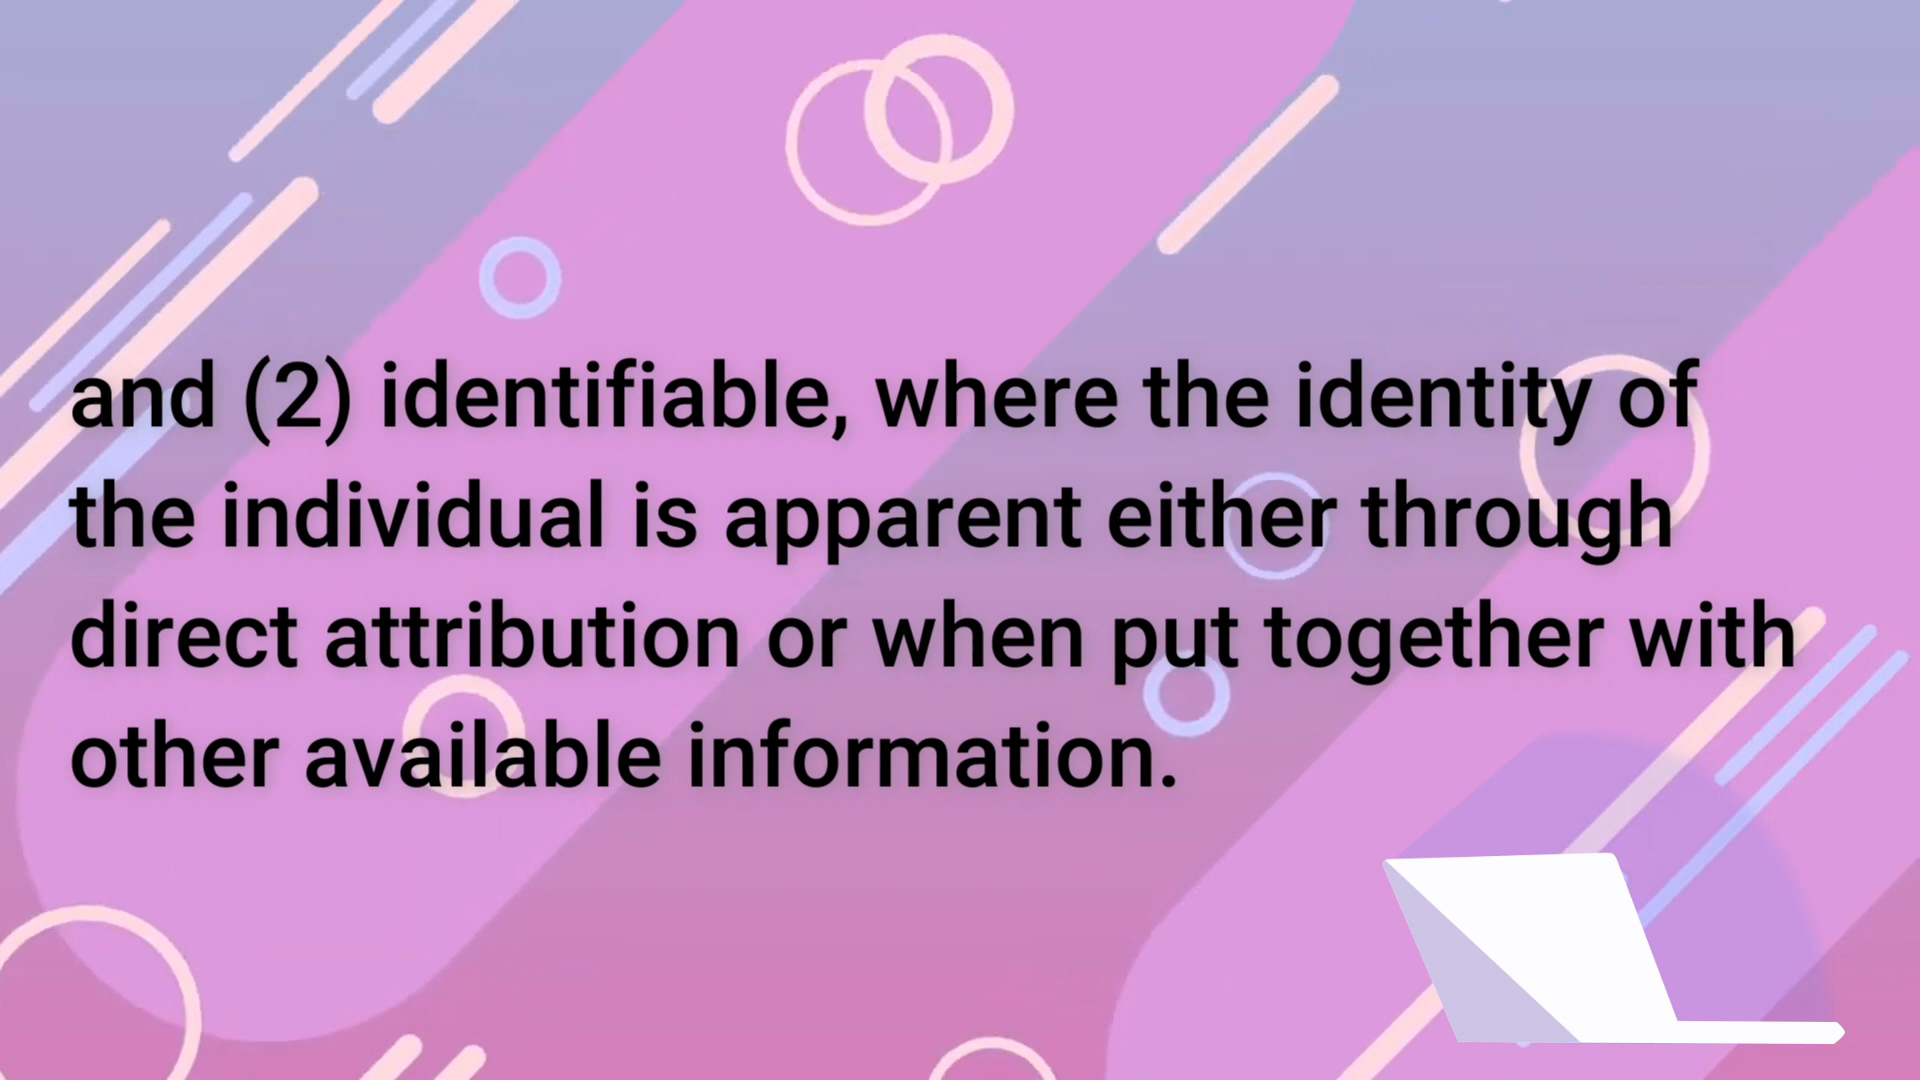 and (2) identifiable, where the identity of
the individual is apparent either through
direct attribution or when put together with
other available information.